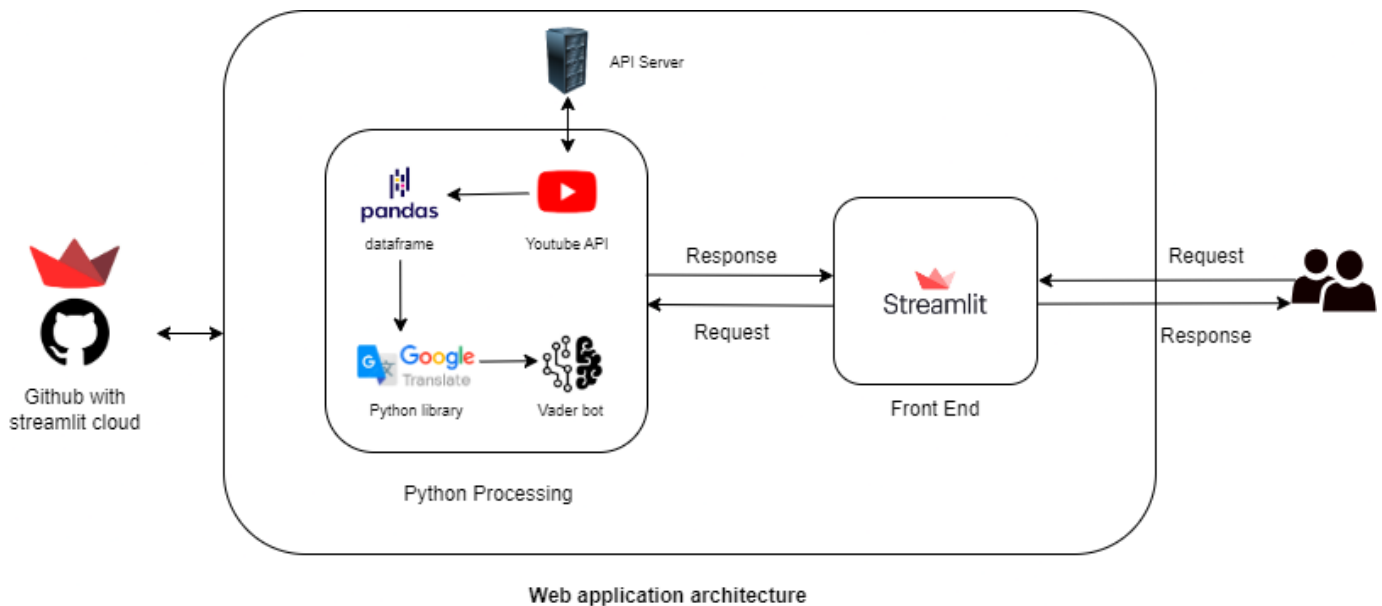 API Server
pandas
dataframe
Youtube API
Response
Request
Streamlit
Request
Response
G
文
Google
Translate
Python library
Vader bot
Front End
Github with
streamlit cloud
Python Processing
Web application architecture